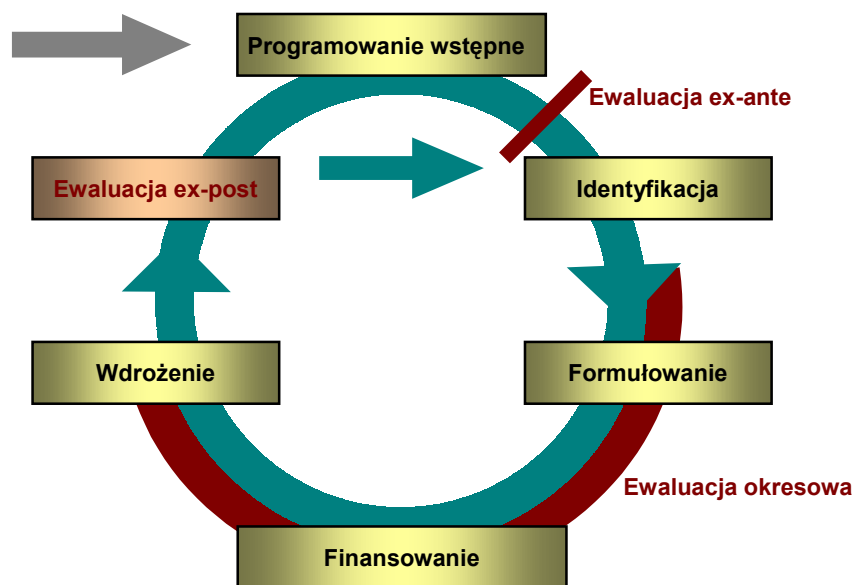 Programowanie wstępne
Ewaluacja ex-ante
Ewaluacja ex-post
Identyfikacja
Wdrożenie
Formułowanie
Ewaluacja okresowa
Finansowanie